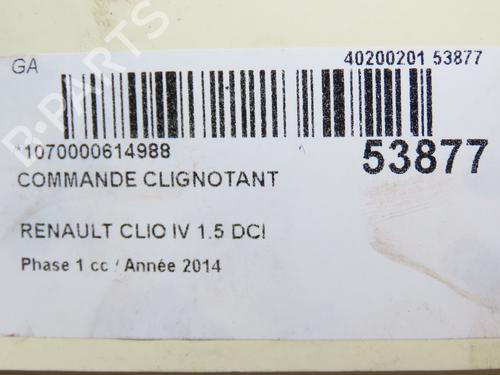 GA
40200201 53877
*1070000614988
53877
COMMANDE CLIGNOTANT
RENAULT CLIO IV 1.5 DCI
Phase 1 cc / Année 2014
B-PARTS